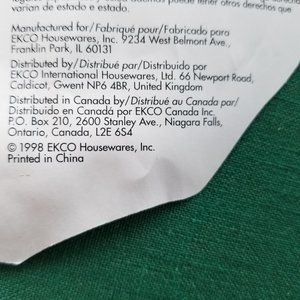 varían de estado e estado.
Manufactured for/Fabriqué pour/Fabricado para
EKCO Housewares, Inc. 9234 West Belmont Ave.,
Franklin Park, IL 60131
Distributed by/Distribué par/Distribuido por
EKCO International Housewares, Ltd. 66 Newport Road,
Caldicot, Gwent NP6 4BR, United Kingdom
Distributed in Canada by/Distribué au Canada par/
Distribuido en Canadá por EKCO Canada Inc.
P.O. Box 210, 2600 Stanley Ave., Niagara Falls,
Ontario, Canada, L2E 6S4
© 1998 EKCO Housewares, Inc.
Printed in China